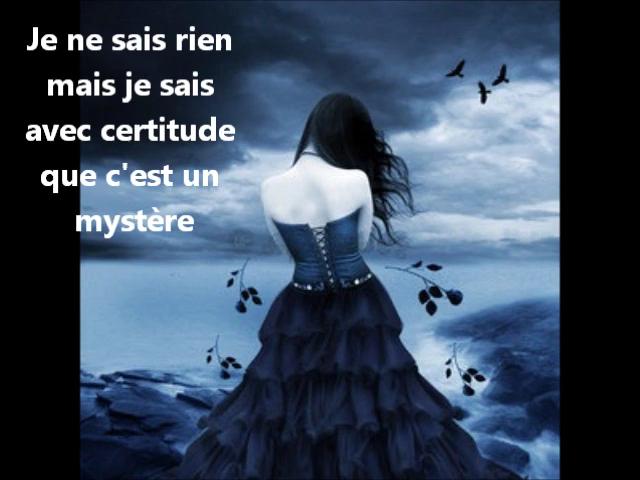 Je ne sais rien
mais je sais
avec certitude
que c'est un
mystère